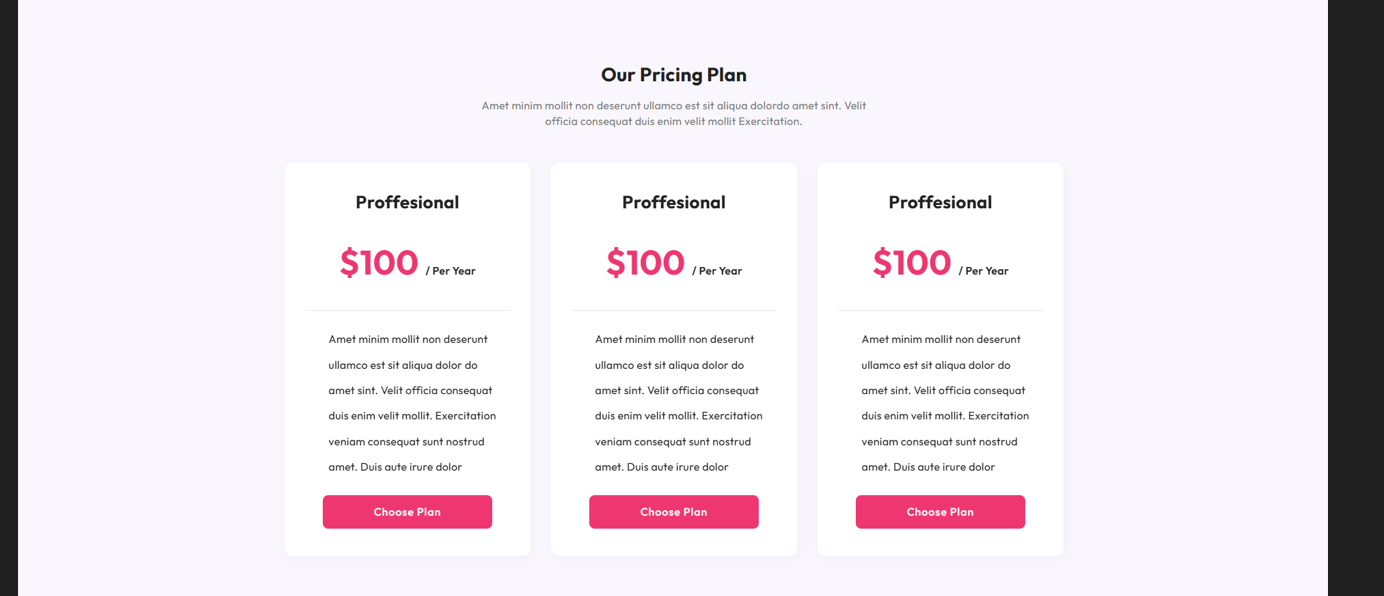 Our Pricing Plan
Amet minim mollit non deserunt ullamco est sit aliqua dolordo amet sint. Velit
officia consequat duis enim velit mollit Exercitation.
Proffesional
$100 / Per Year
Amet minim mollit non deserunt
ullamco est sit aliqua dolor do
amet sint. Velit officia consequat
duis enim velit mollit. Exercitation
veniam consequat sunt nostrud
amet. Duis aute irure dolor
Choose Plan
Proffesional
$100 / Per Year
Amet minim mollit non deserunt
ullamco est sit aliqua dolor do
amet sint. Velit officia consequat
duis enim velit mollit. Exercitation
veniam consequat sunt nostrud
amet. Duis aute irure dolor
Choose Plan
Proffesional
$100 / Per Year
Amet minim mollit non deserunt
ullamco est sit aliqua dolor do
amet sint. Velit officia consequat
duis enim velit mollit. Exercitation
veniam consequat sunt nostrud
amet. Duis aute irure dolor
Choose Plan